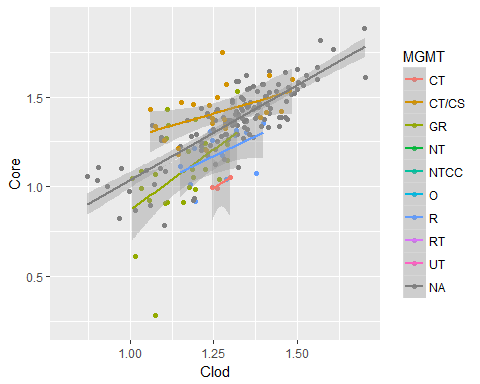 MGMT
CT
CT/CS
GR
NT
NTCC
O
R
RT
UT
NA
Core
1.5
1.0
0.5
1.00
1.25
1.50
Clod